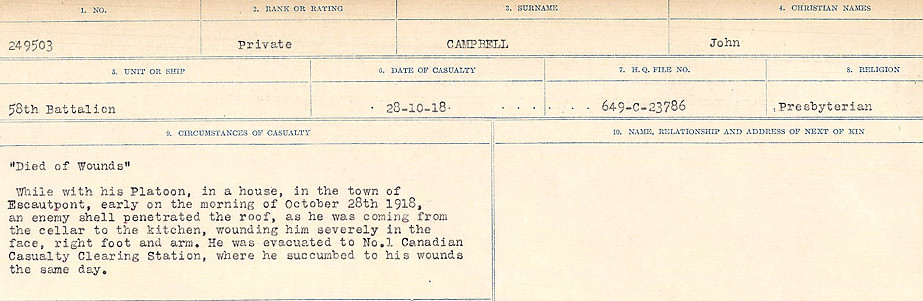 1. NO.
2. RANK OR RATING
3. SURNAME
4. CHRISTIAN NAMES
249503
Private
CAMPBELL
John
5. UNIT OR SHIP
6. DATE OF CASUALTY
7. H.Q. FILE NO.
8. RELIGION
58th Battalion
28-10-18.
649-C-23786
Presbyterian
9. CIRCUMSTANCES OF CASUALTY
10. NAME, RELATIONSHIP AND ADDRESS OF NEXT OF KIN
"Died of Wounds"
While with his Platoon, in a house, in the town of
Escautpont, early on the morning of October 28th 1918,
an enemy shell penetrated the roof, as he was coming from
the cellar to the kitchen, wounding him severely in the
face, right foot and arm. He was evacuated to No.1 Canadian
Casualty Clearing Station, where he succumbed to his wounds
the same day.